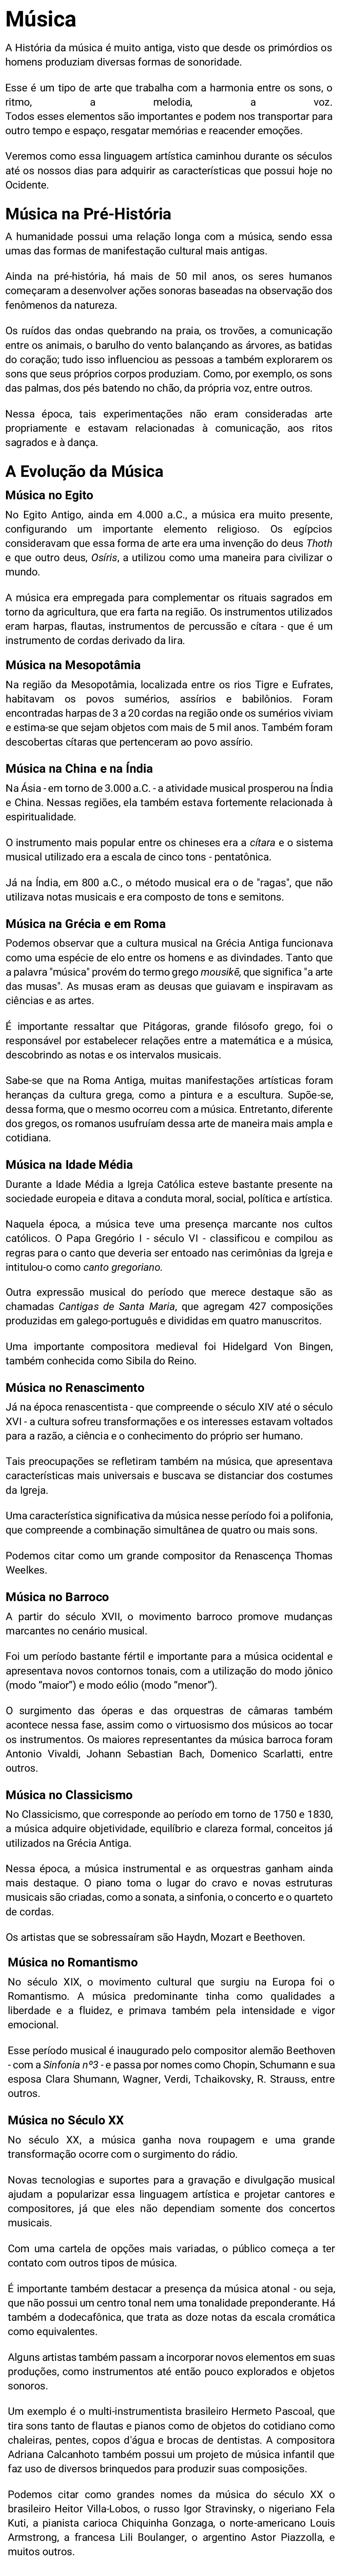 Música
A História da música é muito antiga, visto que desde os primórdios os
homens produziam diversas formas de sonoridade.
Esse é um tipo de arte que trabalha com a harmonia entre os sons, o
ritmo, a melodia, a voz.
Todos esses elementos são importantes e podem nos transportar para
outro tempo e espaço, resgatar memórias e reacender emoções.
Veremos como essa linguagem artística caminhou durante os séculos
até os nossos dias para adquirir as características que possui hoje no
Ocidente.
Música na Pré-História
A humanidade possui uma relação longa com a música, sendo essa
umas das formas de manifestação cultural mais antigas.
Ainda na pré-história, há mais de 50 mil anos, os seres humanos
começaram a desenvolver ações sonoras baseadas na observação dos
fenômenos da natureza.
Os ruídos das ondas quebrando na praia, os trovões, a comunicação
entre os animais, o barulho do vento balançando as árvores, as batidas
do coração; tudo isso influenciou as pessoas a também explorarem os
sons que seus próprios corpos produziam. Como, por exemplo, os sons
das palmas, dos pés batendo no chão, da própria voz, entre outros.
Nessa época, tais experimentações não eram consideradas arte
propriamente e estavam relacionadas à comunicação, aos ritos
sagrados e à dança.
A Evolução da Música
Música no Egito
No Egito Antigo, ainda em 4.000 a.C., a música era muito presente,
configurando um importante elemento religioso. Os egípcios
consideravam que essa forma de arte era uma invenção do deus Thoth
e que outro deus, Osíris, a utilizou como uma maneira para civilizar o
mundo.
A música era empregada para complementar os rituais sagrados em
torno da agricultura, que era farta na região. Os instrumentos utilizados
eram harpas, flautas, instrumentos de percussão e cítara - que é um
instrumento de cordas derivado da lira.
Música na Mesopotâmia
Na região da Mesopotâmia, localizada entre os rios Tigre e Eufrates,
habitavam os povos sumérios, assírios e babilônios. Foram
encontradas harpas de 3 a 20 cordas na região onde os sumérios viviam
e estima-se que sejam objetos com mais de 5 mil anos. Também foram
descobertas cítaras que pertenceram ao povo assírio.
Música na China e na Índia
Na Ásia - em torno de 3.000 a.C. - a atividade musical prosperou na Índia
e China. Nessas regiões, ela também estava fortemente relacionada à
espiritualidade.
O instrumento mais popular entre os chineses era a cítara e o sistema
musical utilizado era a escala de cinco tons - pentatônica.
Já na Índia, em 800 a.C., o método musical era o de "ragas", que não
utilizava notas musicais e era composto de tons e semitons.
Música na Grécia e em Roma
Podemos observar que a cultura musical na Grécia Antiga funcionava
como uma espécie de elo entre os homens e as divindades. Tanto que
a palavra "música" provém do termo grego mousikē, que significa "a arte
das musas". As musas eram as deusas que guiavam e inspiravam as
ciências e as artes.
É importante ressaltar que Pitágoras, grande filósofo grego, foi o
responsável por estabelecer relações entre a matemática e a música,
descobrindo as notas e os intervalos musicais.
Sabe-se que na Roma Antiga, muitas manifestações artísticas foram
heranças da cultura grega, como a pintura e a escultura. Supõe-se,
dessa forma, que o mesmo ocorreu com a música. Entretanto, diferente
dos gregos, os romanos usufruíam dessa arte de maneira mais ampla e
cotidiana.
Música na Idade Média
Durante a Idade Média a Igreja Católica esteve bastante presente na
sociedade europeia e ditava a conduta moral, social, política e artística.
Naquela época, a música teve uma presença marcante nos cultos
católicos. O Papa Gregório I - século VI - classificou e compilou as
regras para o canto que deveria ser entoado nas cerimônias da Igreja e
intitulou-o como canto gregoriano.
Outra expressão musical do período que merece destaque são as
chamadas Cantigas de Santa Maria, que agregam 427 composições
produzidas em galego-português e divididas em quatro manuscritos.
Uma importante compositora medieval foi Hidelgard Von Bingen,
também conhecida como Sibila do Reino.
Música no Renascimento
Já na época renascentista - que compreende o século XIV até o século
XVI - a cultura sofreu transformações e os interesses estavam voltados
para a razão, a ciência e o conhecimento do próprio ser humano.
Tais preocupações se refletiram também na música, que apresentava
características mais universais e buscava se distanciar dos costumes
da Igreja.
Uma característica significativa da música nesse período foi a polifonia,
que compreende a combinação simultânea de quatro ou mais sons.
Podemos citar como um grande compositor da Renascença Thomas
Weelkes.
Música no Barroco
A partir do século XVII, o movimento barroco promove mudanças
marcantes no cenário musical.
Foi um período bastante fértil e importante para a música ocidental e
apresentava novos contornos tonais, com a utilização do modo jônico
(modo “maior”) e modo eólio (modo “menor”).
O surgimento das óperas e das orquestras de câmaras também
acontece nessa fase, assim como o virtuosismo dos músicos ao tocar
os instrumentos. Os maiores representantes da música barroca foram
Antonio Vivaldi, Johann Sebastian Bach, Domenico Scarlatti, entre
outros.
Música no Classicismo
No Classicismo, que corresponde ao período em torno de 1750 e 1830,
a música adquire objetividade, equilíbrio e clareza formal, conceitos já
utilizados na Grécia Antiga.
Nessa época, a música instrumental e as orquestras ganham ainda
mais destaque. O piano toma o lugar do cravo e novas estruturas
musicais são criadas, como a sonata, a sinfonia, o concerto e o quarteto
de cordas.
Os artistas que se sobressaíram são Haydn, Mozart e Beethoven.
Música no Romantismo
No século XIX, o movimento cultural que surgiu na Europa foi o
Romantismo. A música predominante tinha como qualidades a
liberdade e a fluidez, e primava também pela intensidade e vigor
emocional.
Esse período musical é inaugurado pelo compositor alemão Beethoven
- com a Sinfonia nº3 - e passa por nomes como Chopin, Schumann e sua
esposa Clara Shumann, Wagner, Verdi, Tchaikovsky, R. Strauss, entre
outros.
Música no Século XX
No século XX, a música ganha nova roupagem e uma grande
transformação ocorre com o surgimento do rádio.
Novas tecnologias e suportes para a gravação e divulgação musical
ajudam a popularizar essa linguagem artística e projetar cantores e
compositores, já que eles não dependiam somente dos concertos
musicais.
Com uma cartela de opções mais variadas, o público começa a ter
contato com outros tipos de música.
É importante também destacar a presença da música atonal - ou seja,
que não possui um centro tonal nem uma tonalidade preponderante. Há
também a dodecafônica, que trata as doze notas da escala cromática
como equivalentes.
Alguns artistas também passam a incorporar novos elementos em suas
produções, como instrumentos até então pouco explorados e objetos
sonoros.
Um exemplo é o multi-instrumentista brasileiro Hermeto Pascoal, que
tira sons tanto de flautas e pianos como de objetos do cotidiano como
chaleiras, pentes, copos d'água e brocas de dentistas. A compositora
Adriana Calcanhoto também possui um projeto de música infantil que
faz uso de diversos brinquedos para produzir suas composições.
Podemos citar como grandes nomes da música do século XX o
brasileiro Heitor Villa-Lobos, o russo Igor Stravinsky, o nigeriano Fela
Kuti, a pianista carioca Chiquinha Gonzaga, o norte-americano Louis
Armstrong, a francesa Lili Boulanger, o argentino Astor Piazzolla, e
muitos outros.